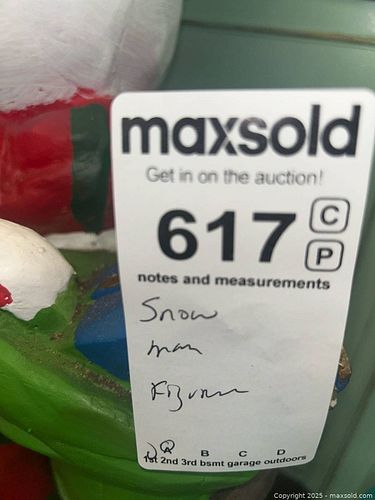 maxsold
Get in on the auction!
617 C
P
notes and measurements
Snow
man
A B C D
1st 2nd 3rd bsmt garage outdoors
Copyright 2025 - maxsold.com